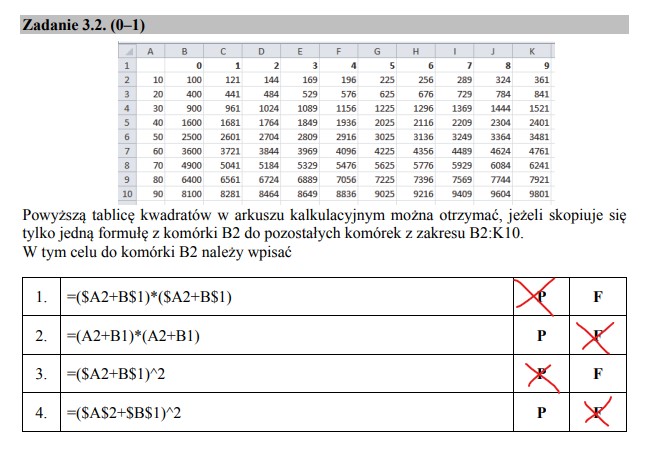 Zadanie 3.2. (0–1)
A B C D E F G H I J K
1 0 1 2 3 4 5 6 7 8 9
2 10 100 121 144 169 196 225 256 289 324 361
3 20 400 441 484 529 576 625 676 729 784 841
4 30 900 961 1024 1089 1156 1225 1296 1369 1444 1521
5 40 1600 1681 1764 1849 1936 2025 2116 2209 2304 2401
6 50 2500 2601 2704 2809 2916 3025 3136 3249 3364 3481
7 60 3600 3721 3844 3969 4096 4225 4356 4489 4624 4761
8 70 4900 5041 5184 5329 5476 5625 5776 5929 6084 6241
9 80 6400 6561 6724 6889 7056 7225 7396 7569 7744 7921
10 90 8100 8281 8464 8649 8836 9025 9216 9409 9604 9801
Powyższą tablicę kwadratów w arkuszu kalkulacyjnym można otrzymać, jeżeli skopiuje się
tylko jedną formułę z komórki B2 do pozostałych komórek z zakresu B2:K10.
W tym celu do komórki B2 należy wpisać
1. =($A2+B$1)*($A2+B$1) P F
2. =(A2+B1)*(A2+B1) P F
3. =($A2+B$1)^2 P F
4. =($A$2+$B$1)^2 P F